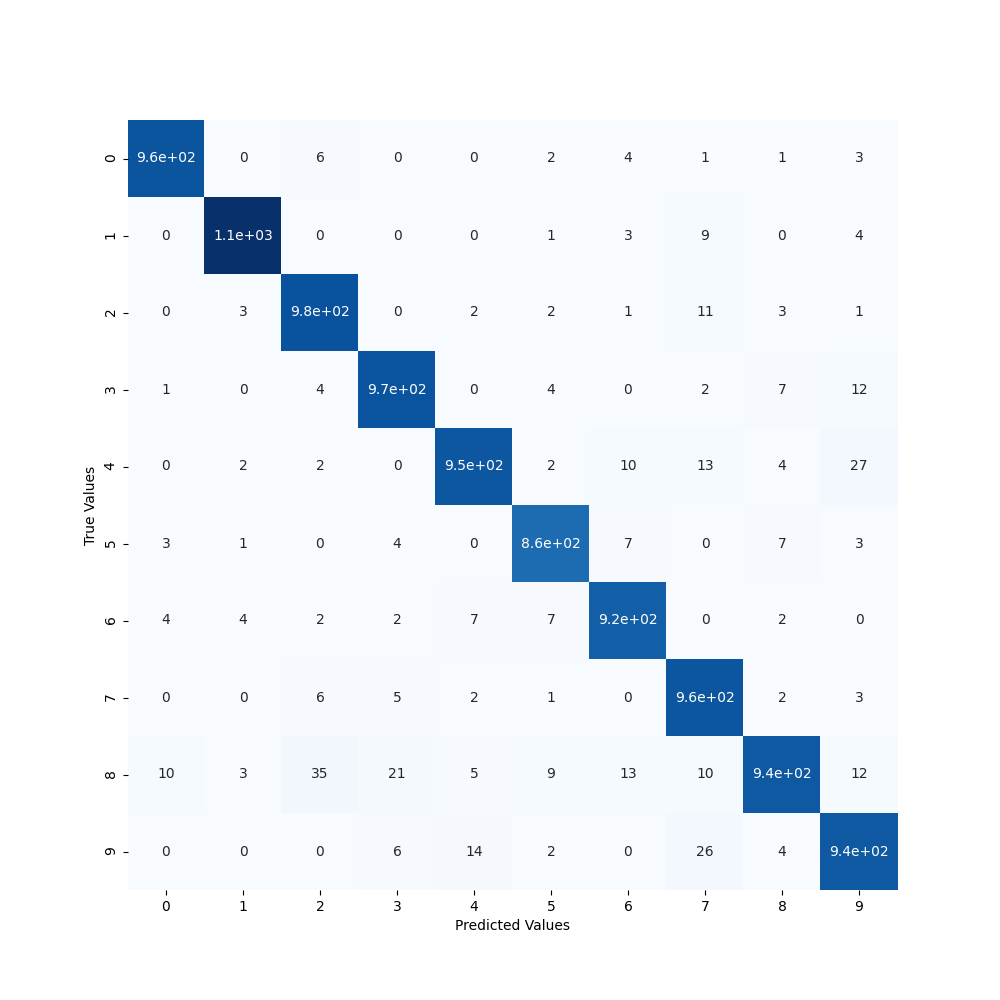 0 9.6e+02 0 6 0 0 2 4 1 1 3
1 0 1.1e+03 0 0 0 1 3 9 0 4
2 0 3 9.8e+02 0 2 2 1 11 3 1
3 1 0 4 9.7e+02 0 4 0 2 7 12
4 0 2 2 0 9.5e+02 2 10 13 4 27
True Values
5 3 1 0 4 0 8.6e+02 7 0 7 3
6 4 4 2 2 7 7 9.2e+02 0 2 0
7 0 0 6 5 2 1 0 9.6e+02 2 3
8 10 3 35 21 5 9 13 10 9.4e+02 12
9 0 0 0 6 14 2 0 26 4 9.4e+02
0 1 2 3 4 5 6 7 8 9
Predicted Values